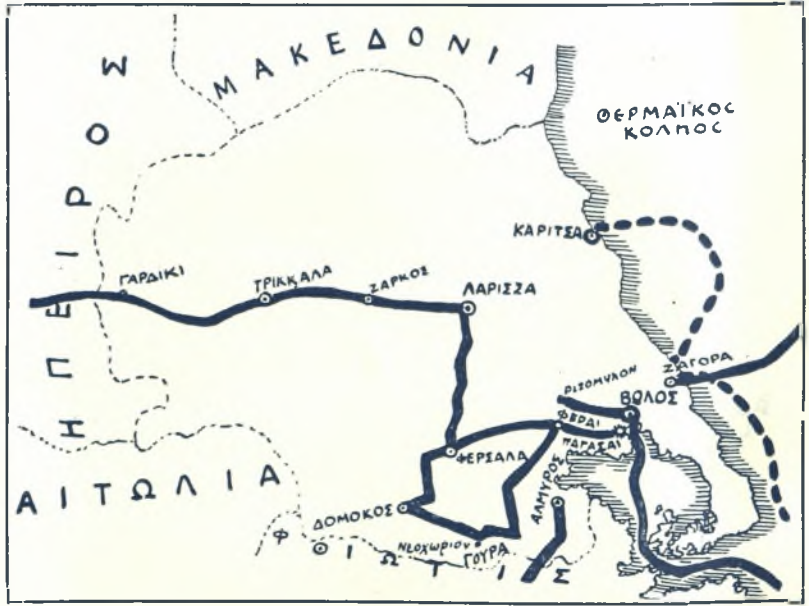 ΜΑΚΕΔΟΝΙΑ
ΗΠΕΙΡΟΣ
ΘΕΡΜΑΪΚΟΣ
ΚΟΛΠΟΣ
ΚΑΡΙΤΣΑ
ΓΑΡΔΙΚΙ
ΤΡΙΚΚΑΛΑ
ΖΑΡΚΟΣ
ΛΑΡΙΣΣΑ
ΖΑΓΟΡΑ
ΡΙΖΟΜΥΛΟΝ
ΒΩΛΟΣ
ΦΕΡΑΙ
ΠΑΓΑΣΑΙ
ΦΕΡΣΑΛΑ
ΑΛΜΥΡΟΣ
ΑΙΤΩΛΙΑ
ΔΟΜΟΚΟΣ
ΝΕΟΧΩΡΙΟΝ
ΓΟΥΡΑ
ΦΘΙΩΤΙΣ